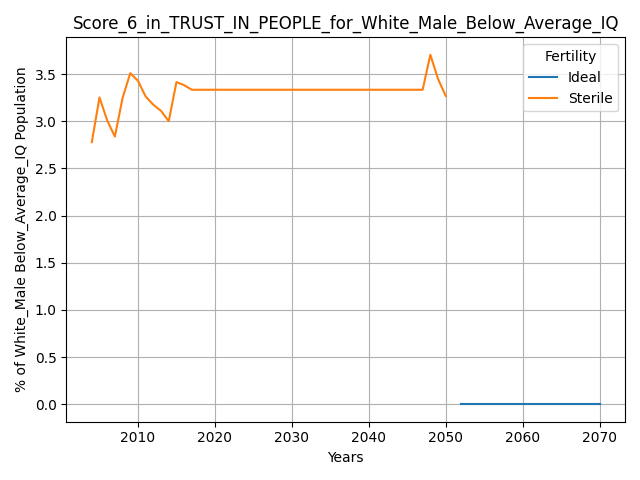 Score_6_in_TRUST_IN_PEOPLE_for_White_Male_Below_Average_IQ
Fertility
Ideal
Sterile
% of White_Male Below_Average_IQ Population
3.5
3.0
2.5
2.0
1.5
1.0
0.5
0.0
2010 2020 2030 2040 2050 2060 2070
Years